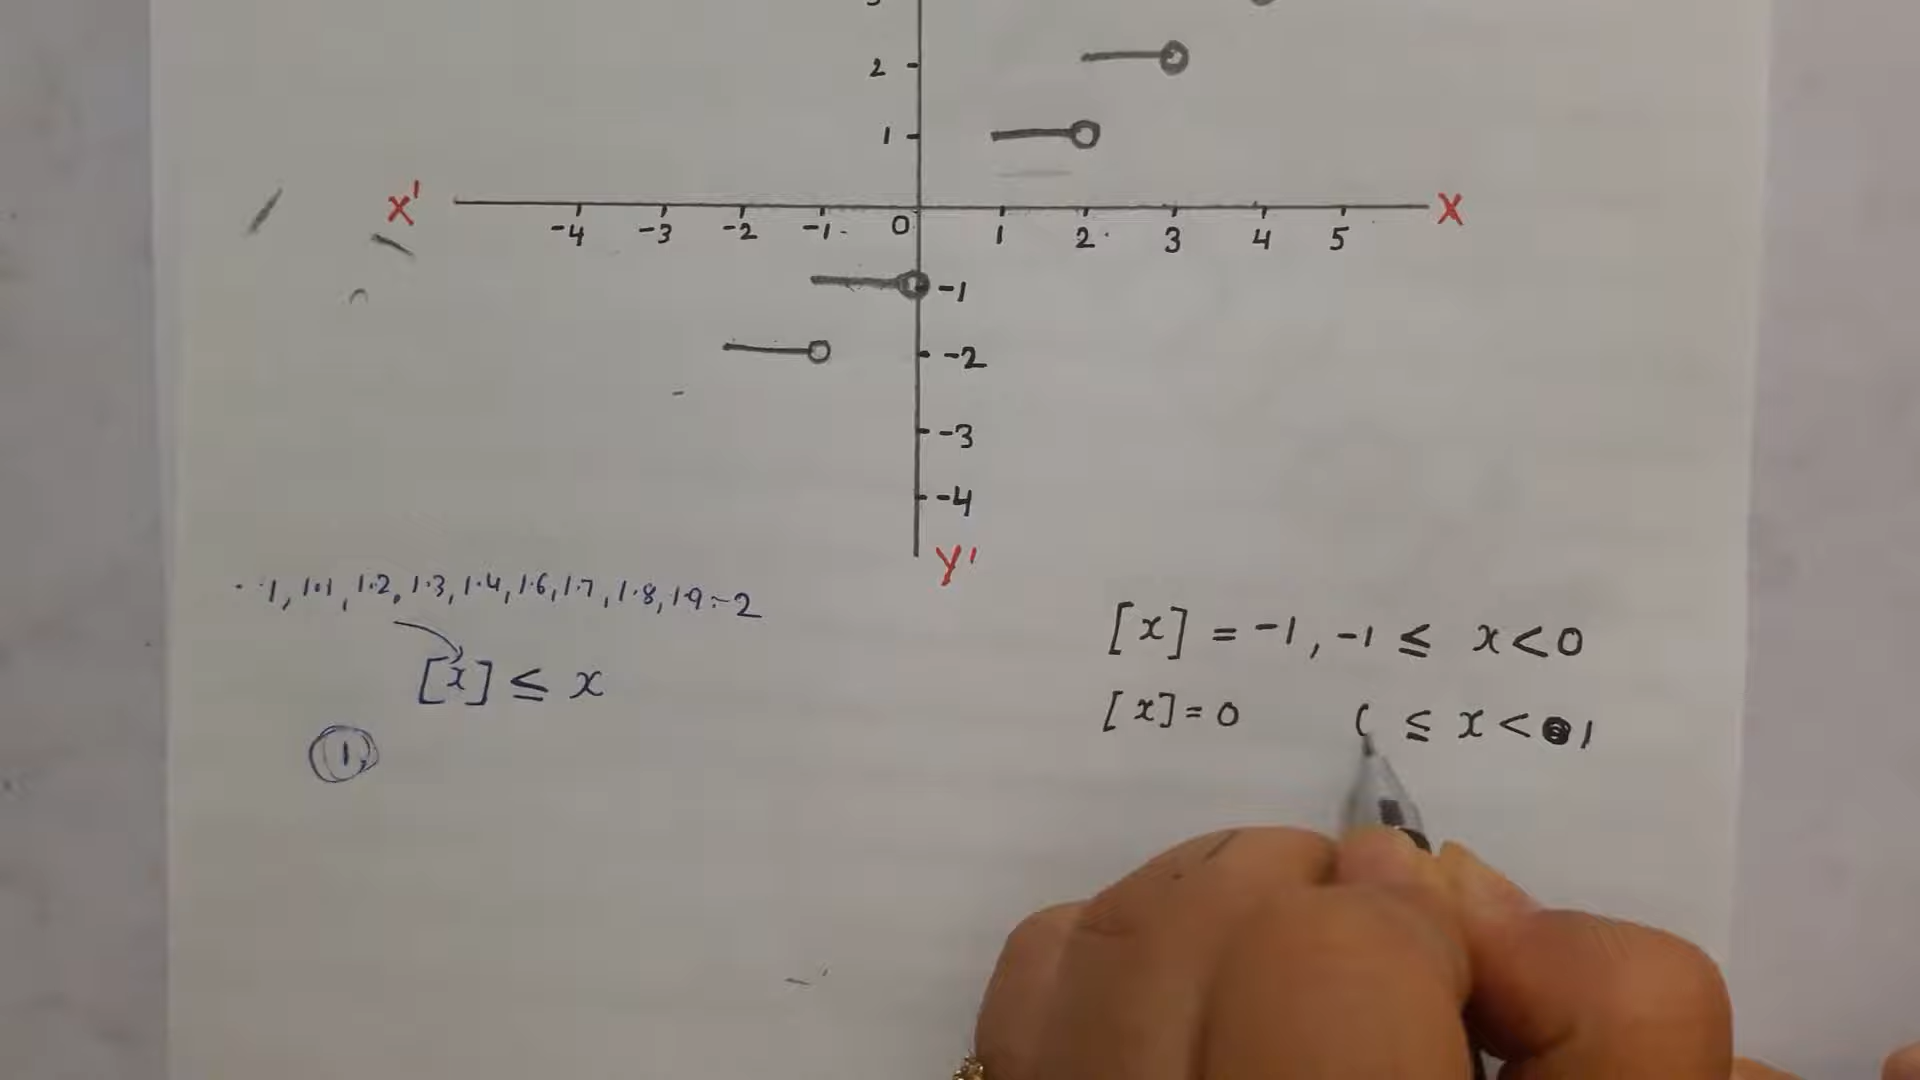 2
1
X'
-4 -3 -2 -1 0 1 2 3 4 5
X
-1
-2
-3
-4
Y'
1, 1.1, 1.2, 1.3, 1.4, 1.6, 1.7, 1.8, 1.9 - 2
[x] ≤ x
1
[x] = -1, -1 ≤ x < 0
[x] = 0 ( ≤ x < 1